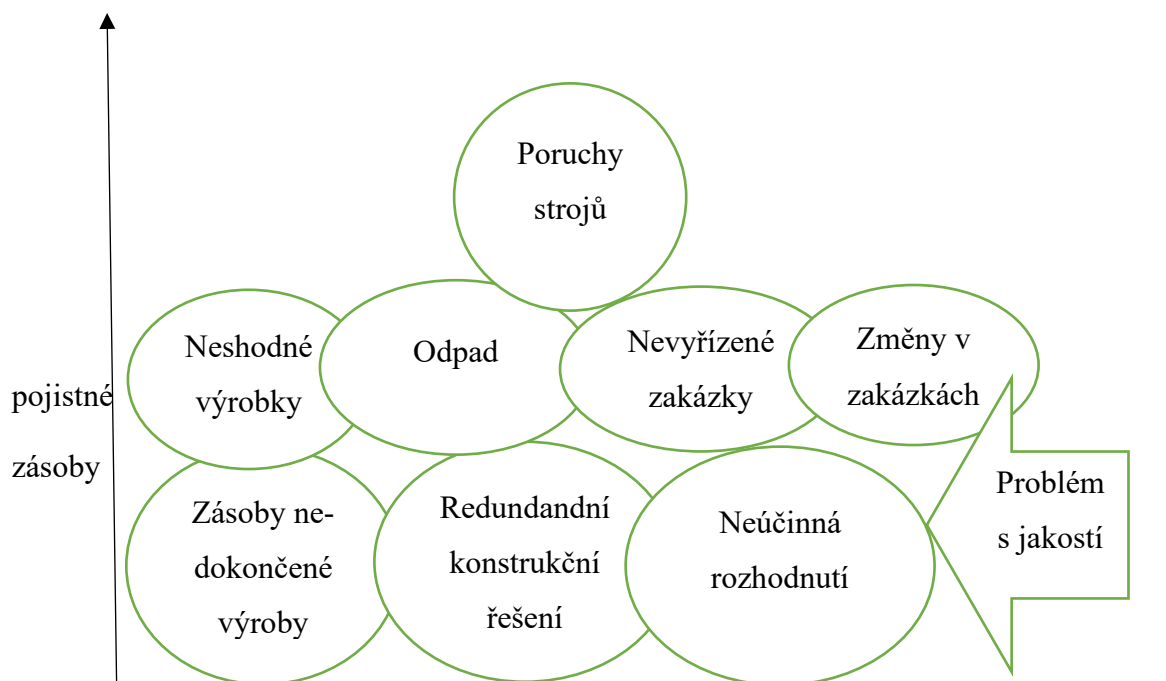 Poruchy
strojů
Neshodné
výrobky
Odpad
Nevyřízené
zakázky
Změny v
zakázkách
pojistné
zásoby
Zásoby ne-
dokončené
výroby
Redundandní
konstrukční
řešení
Neúčinná
rozhodnutí
Problém
s jakostí